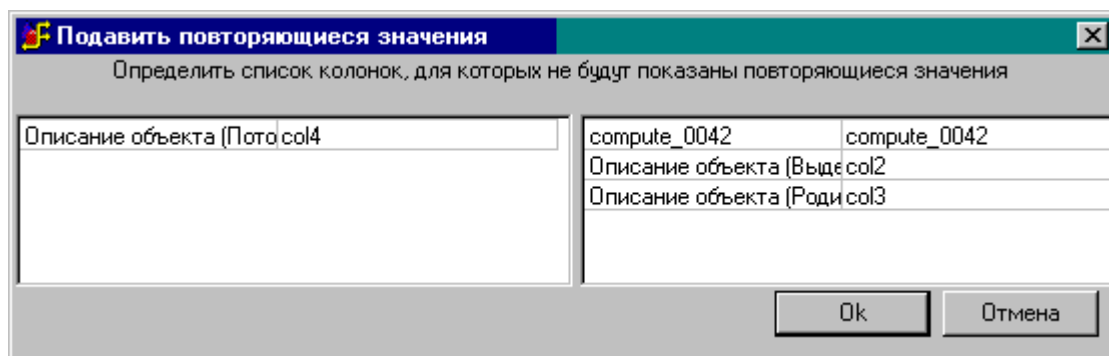 Подавить повторяющиеся значения
Определить список колонок, для которых не будут показаны повторяющиеся значения
Описание объекта (Пото col4
compute_0042 compute_0042
Описание объекта (Выде col2
Описание объекта (Роди col3
Ok Отмена